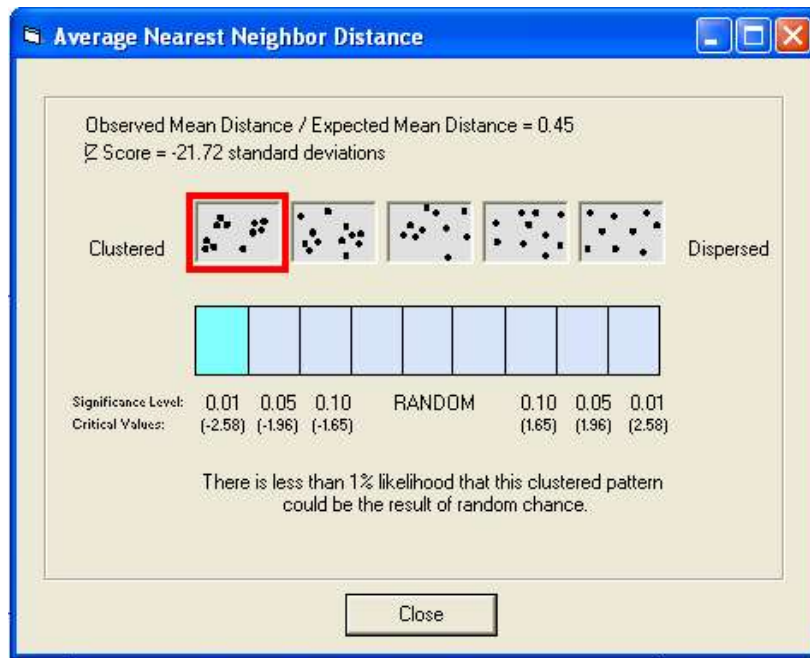 Average Nearest Neighbor Distance
Observed Mean Distance / Expected Mean Distance = 0.45
Z Score = -21.72 standard deviations
Clustered
Dispersed
Significance Level: 0.01 0.05 0.10 RANDOM 0.10 0.05 0.01
Critical Values: (-2.58) (-1.96) (-1.65) (1.65) (1.96) (2.58)
There is less than 1% likelihood that this clustered pattern
could be the result of random chance.
Close